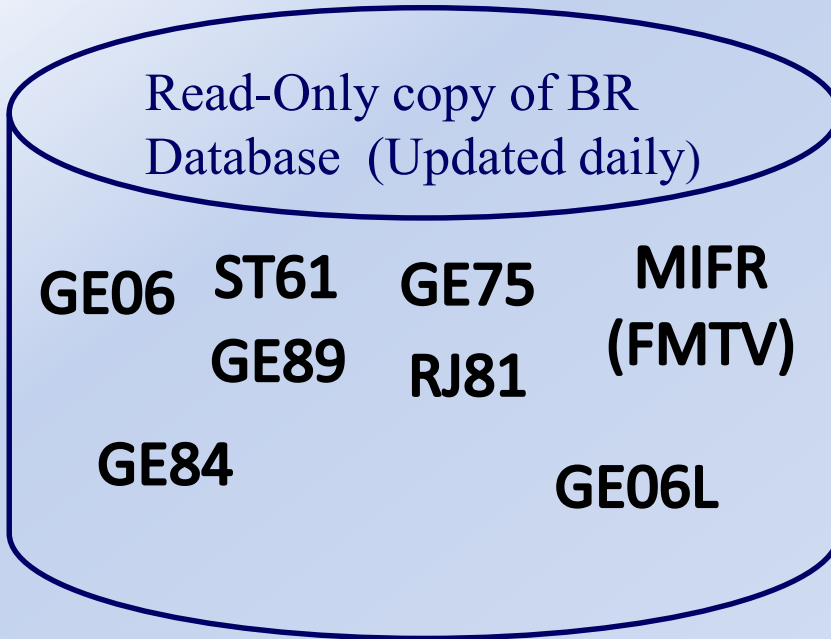 Read-Only copy of BR
Database (Updated daily)
GE06 ST61 GE75 MIFR
(FMTV)
GE89 RJ81
GE84 GE06L